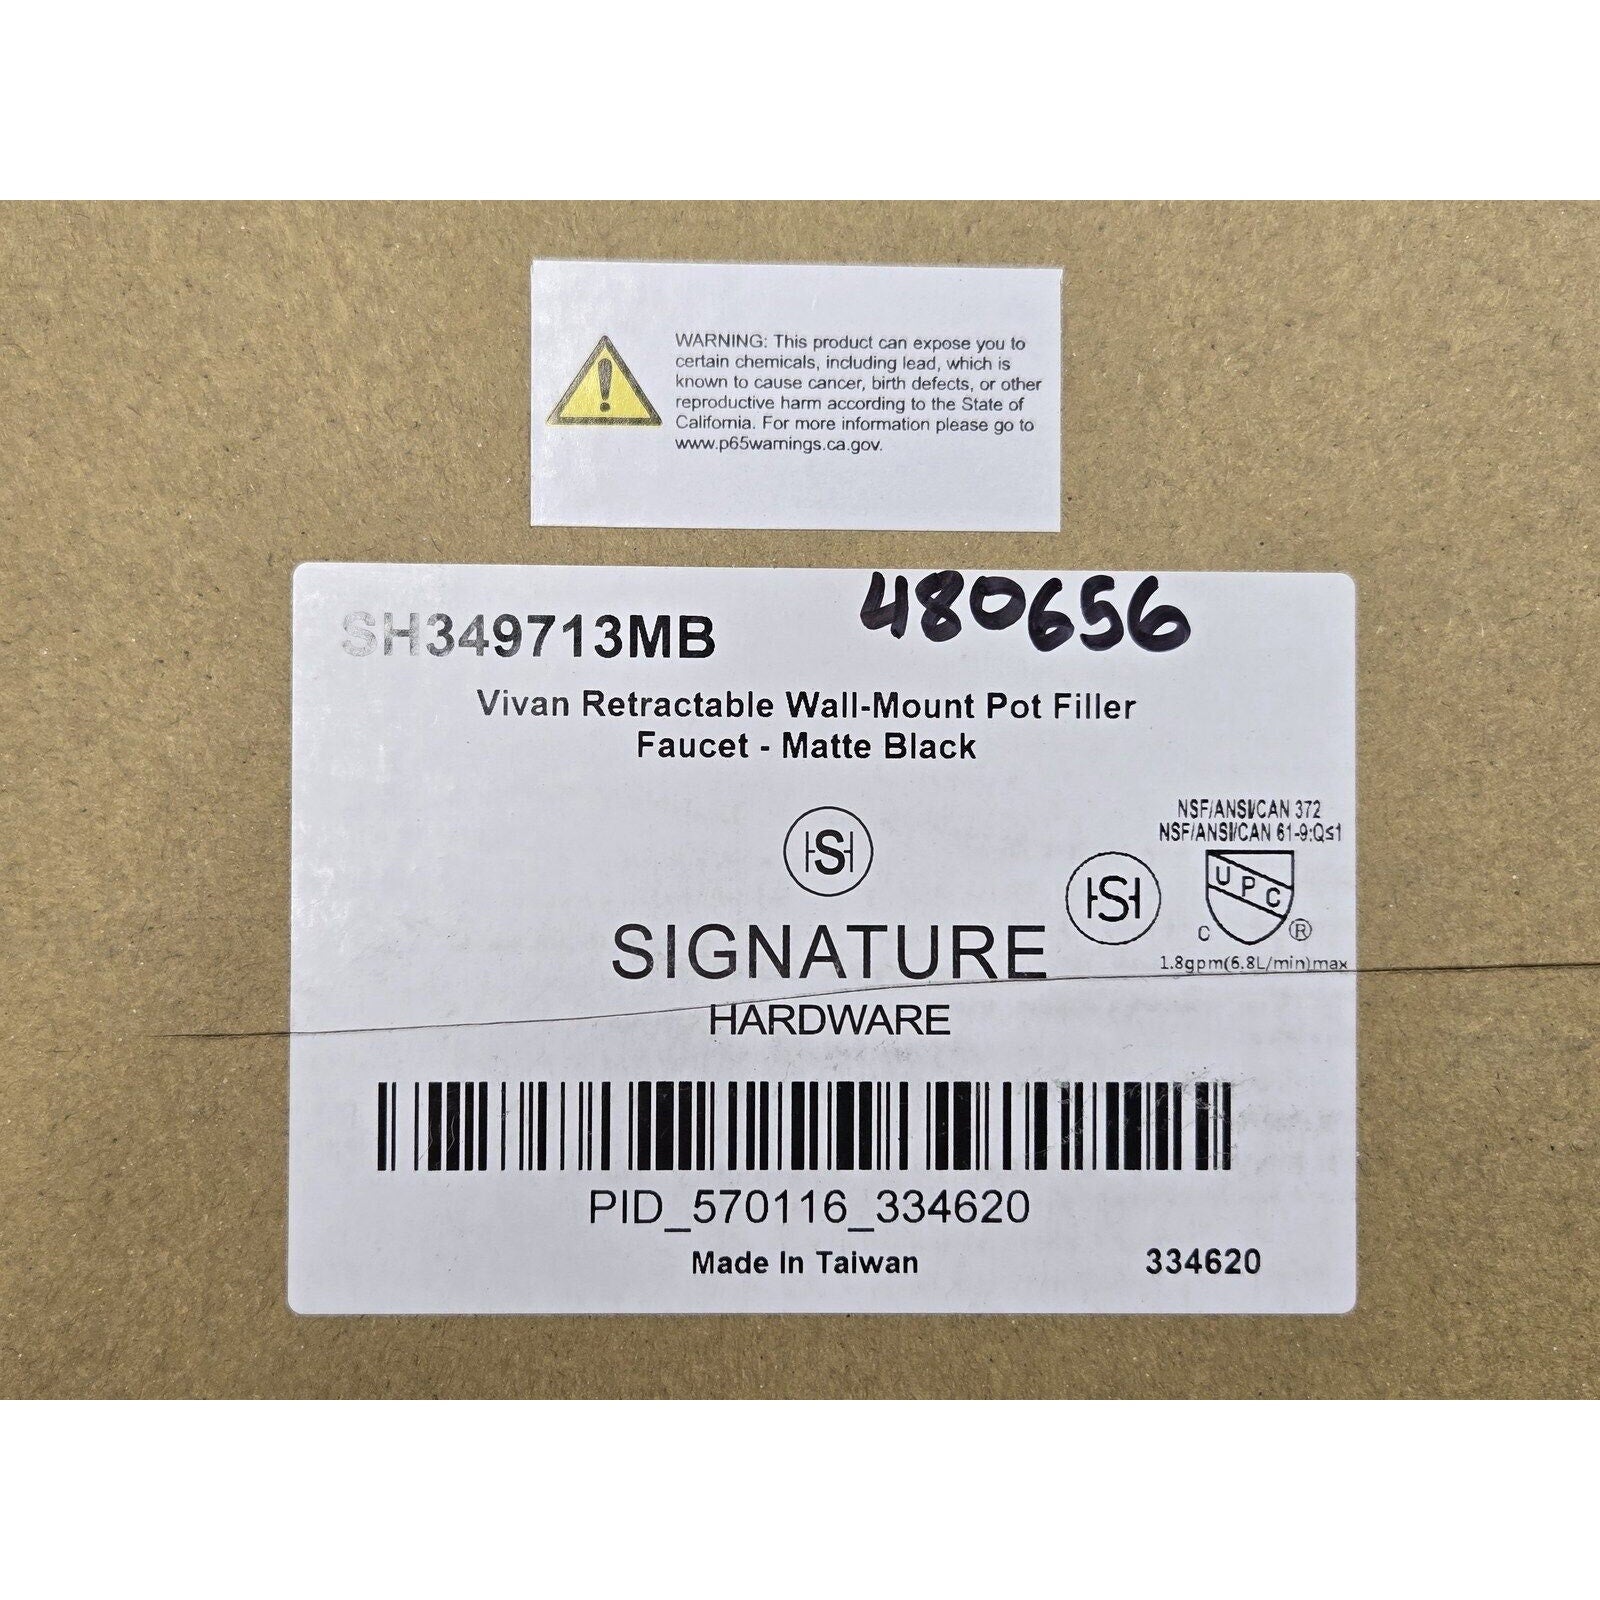 WARNING: This product can expose you to
certain chemicals, including lead, which is
known to cause cancer, birth defects, or other
reproductive harm according to the State of
California. For more information please go to
www.p65warnings.ca.gov.
480656
SH349713MB
Vivan Retractable Wall-Mount Pot Filler
Faucet - Matte Black
NSF/ANSI/CAN 372
NSF/ANSI/CAN 61-9:Q≤1
HSH
HSH
UPC
C ®
1.8gpm(6.8L/min)max
SIGNATURE
HARDWARE
PID_570116_334620
Made In Taiwan
334620